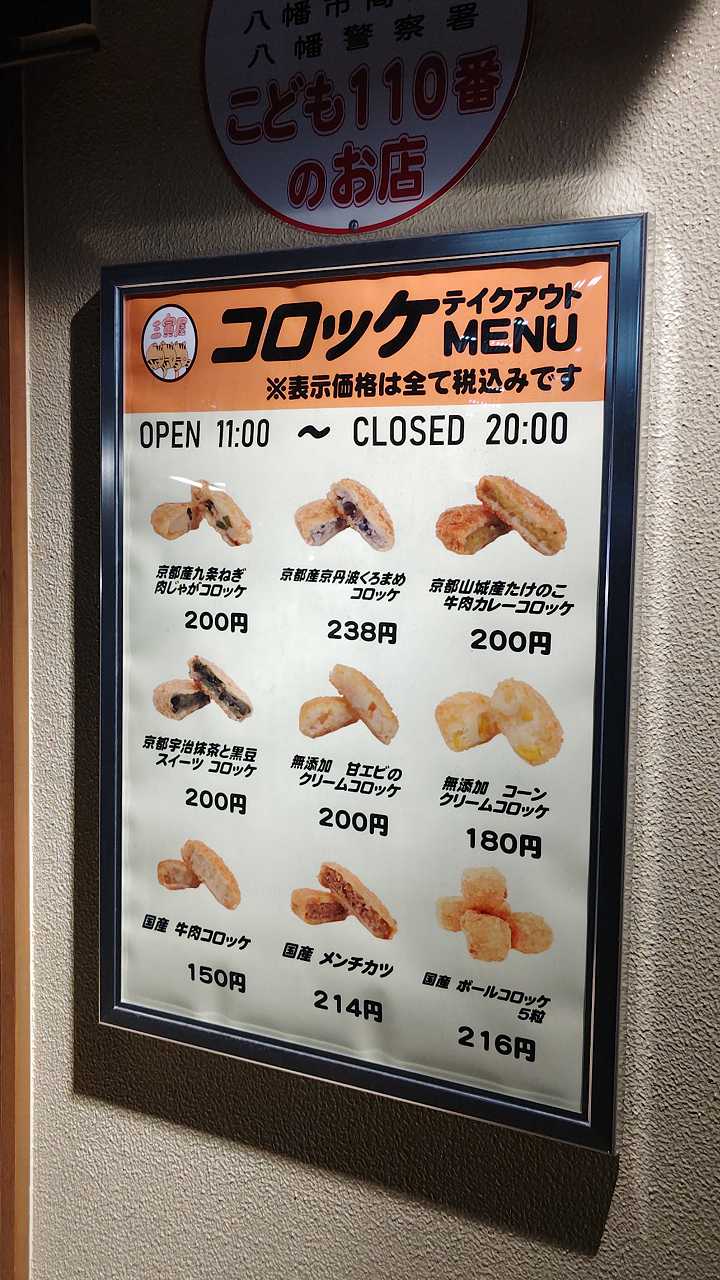 八幡市商
八幡警察署
こども110番
のお店
三寅屋
コロッケ テイクアウト
MENU
※表示価格は全て税込みです
OPEN 11:00 ～ CLOSED 20:00
京都産九条ねぎ
肉じゃがコロッケ
200円
京都産京丹波くろまめ
コロッケ
238円
京都山城産たけのこ
牛肉カレーコロッケ
200円
京都宇治抹茶と黒豆
スイーツ コロッケ
200円
無添加 甘エビの
クリームコロッケ
200円
無添加 コーン
クリームコロッケ
180円
国産 牛肉コロッケ
150円
国産 メンチカツ
214円
国産 ボールコロッケ
5粒
216円